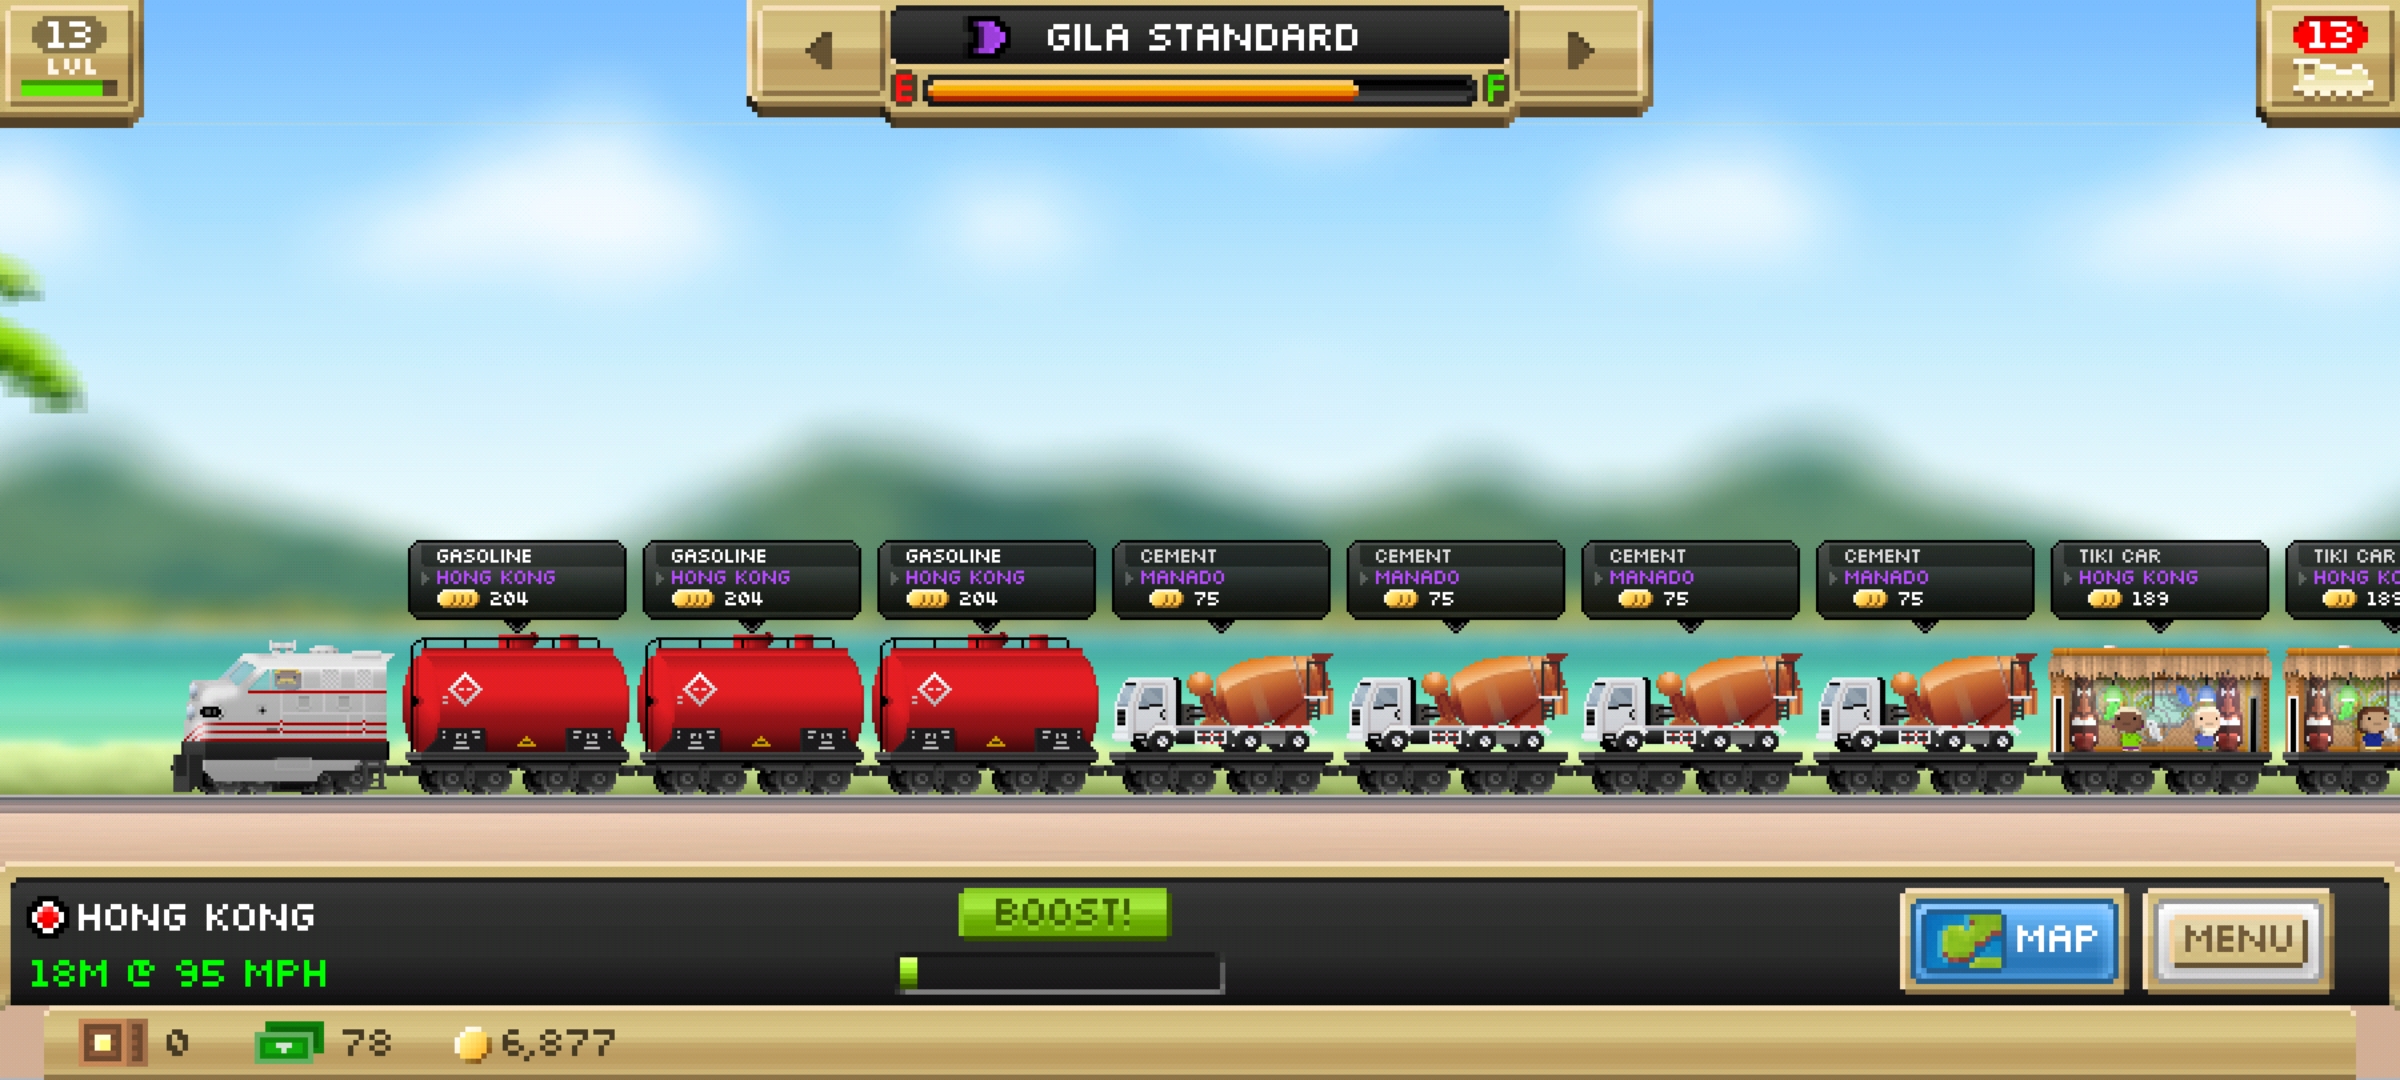 13
LVL
GILA STANDARD
E
F
13
GASOLINE
HONG KONG
204
GASOLINE
HONG KONG
204
GASOLINE
HONG KONG
204
CEMENT
MANADO
75
CEMENT
MANADO
75
CEMENT
MANADO
75
CEMENT
MANADO
75
TIKI CAR
HONG KONG
189
TIKI CAR
HONG KO
189
HONG KONG
18M @ 95 MPH
BOOST!
MAP
MENU
0
78
6,877